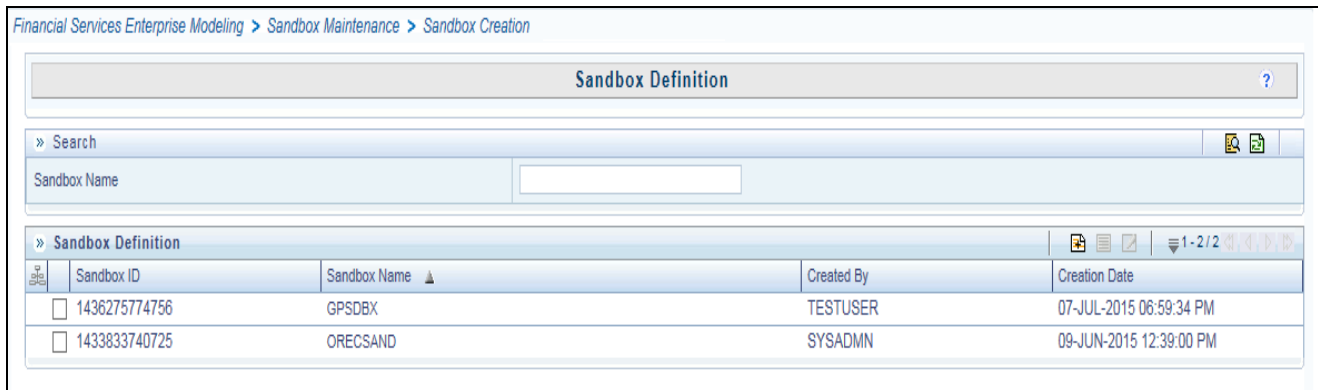 Financial Services Enterprise Modeling > Sandbox Maintenance > Sandbox Creation
Sandbox Definition ?
» Search
Sandbox Name
» Sandbox Definition 1 - 2 / 2
Sandbox ID Sandbox Name Created By Creation Date
1436275774756 GPSDBX TESTUSER 07-JUL-2015 06:59:34 PM
1433833740725 ORECSAND SYSADMN 09-JUN-2015 12:39:00 PM